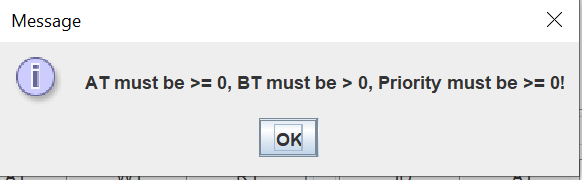 Message
AT must be >= 0, BT must be > 0, Priority must be >= 0!
OK